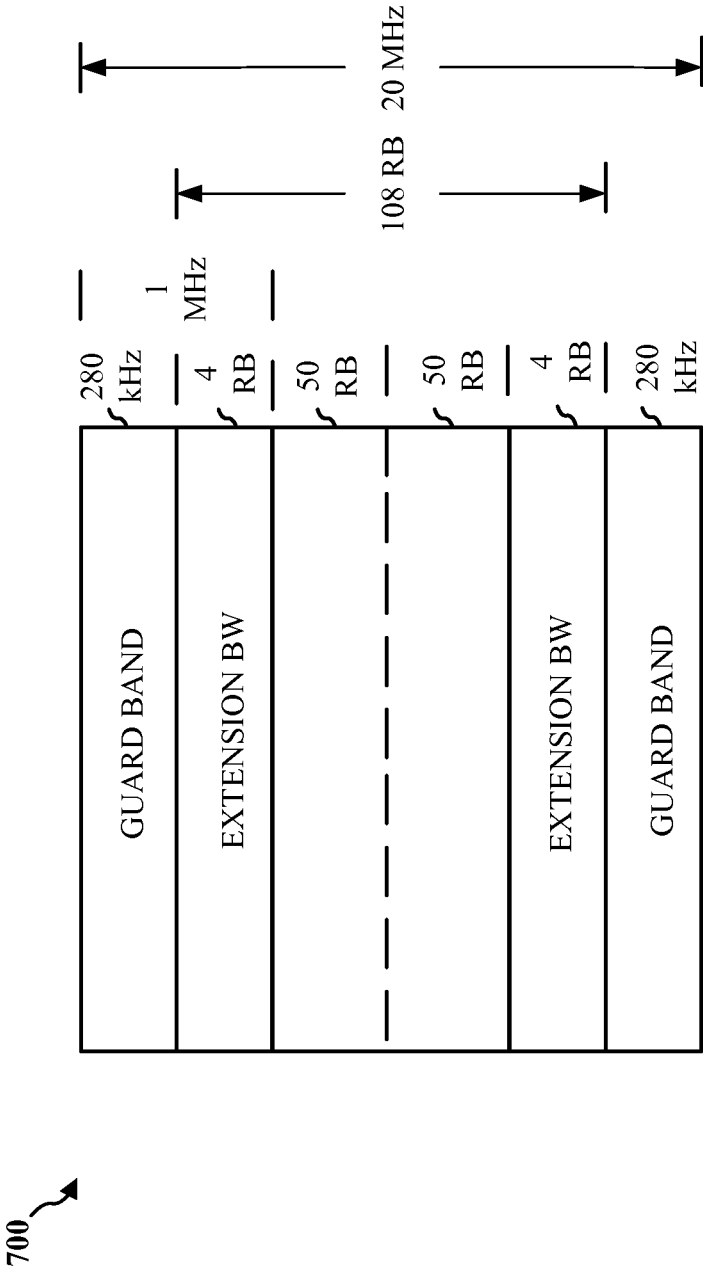 700
GUARD BAND
EXTENSION BW
EXTENSION BW
GUARD BAND
280
kHz
4
RB
50
RB
50
RB
4
RB
280
kHz
1
MHz
108 RB
20 MHz